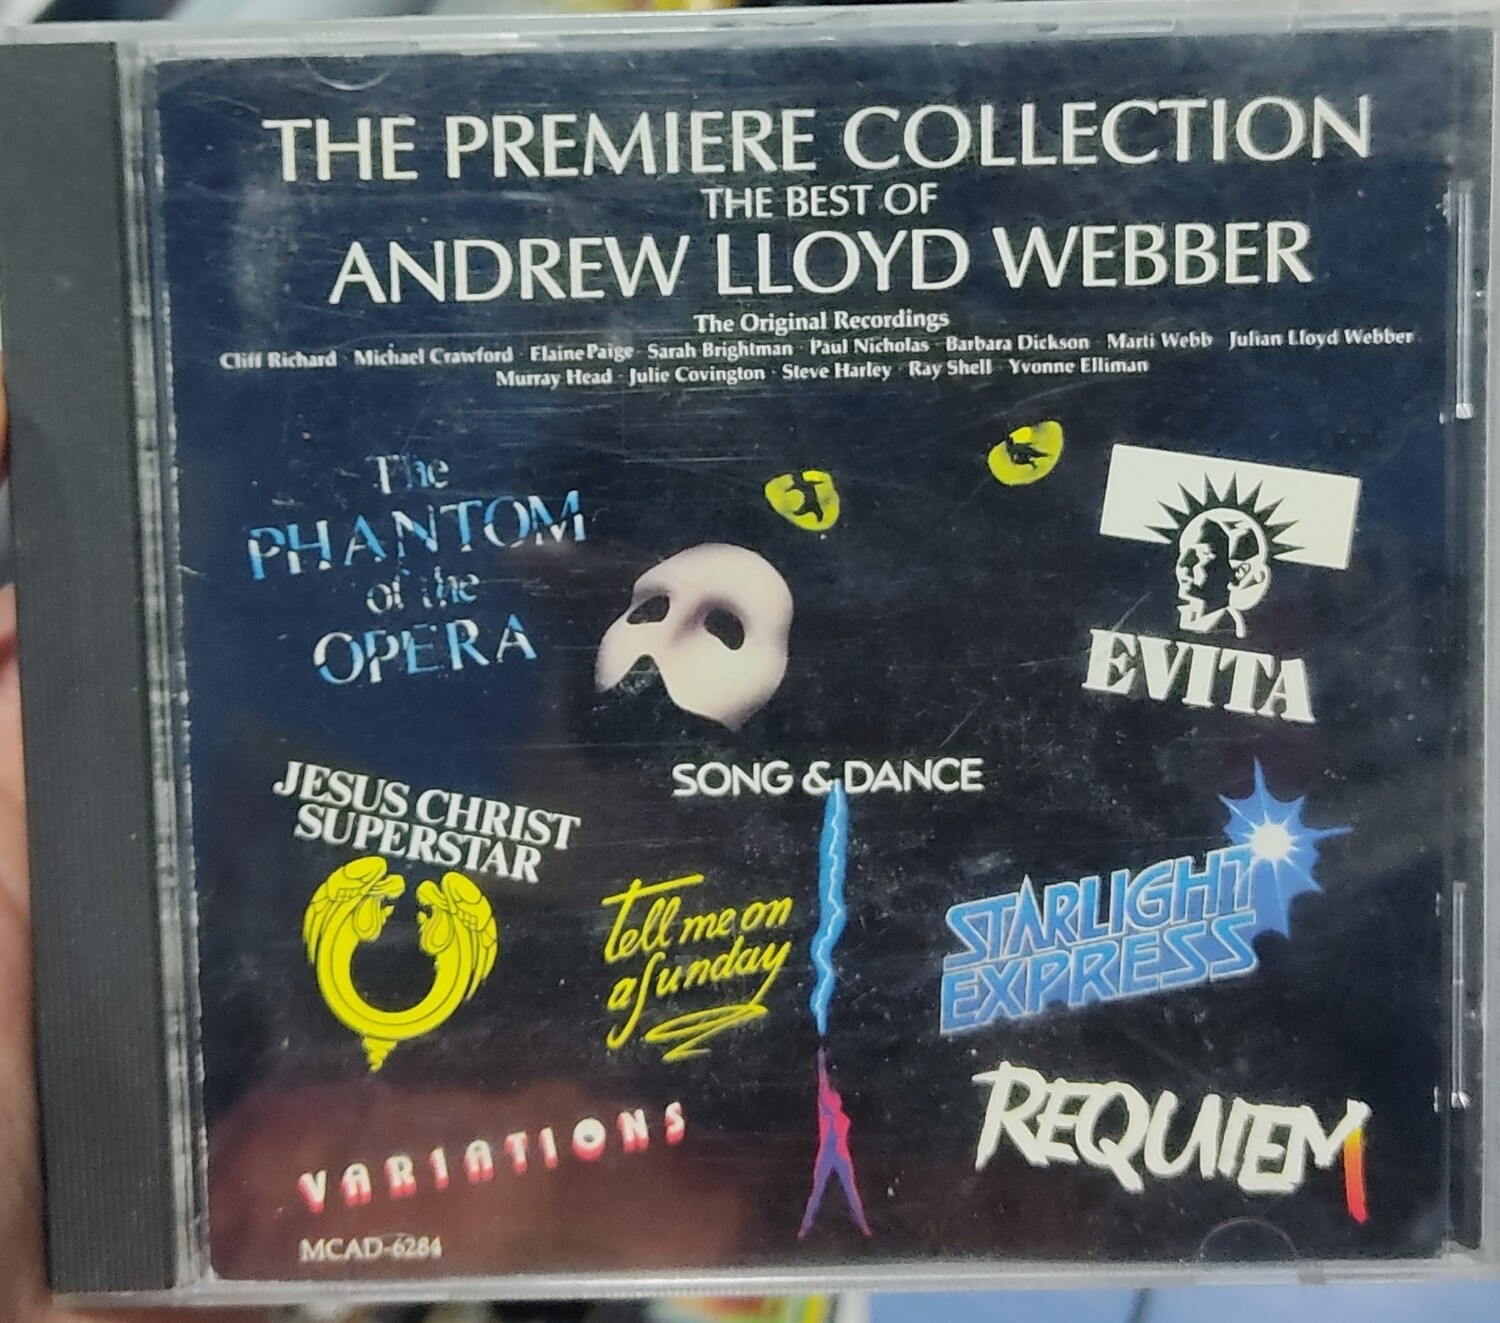 THE PREMIERE COLLECTION
THE BEST OF
ANDREW LLOYD WEBBER
The Original Recordings
Cliff Richard · Michael Crawford · Elaine Paige · Sarah Brightman · Paul Nicholas · Barbara Dickson · Marti Webb · Julian Lloyd Webber
Murray Head · Julie Covington · Steve Harley · Ray Shell · Yvonne Elliman
The
PHANTOM
of the
OPERA
EVITA
JESUS CHRIST
SUPERSTAR
SONG & DANCE
Tell me on
a Sunday
STARLIGHT
EXPRESS
VARIATIONS
REQUIEM
MCAD-6284